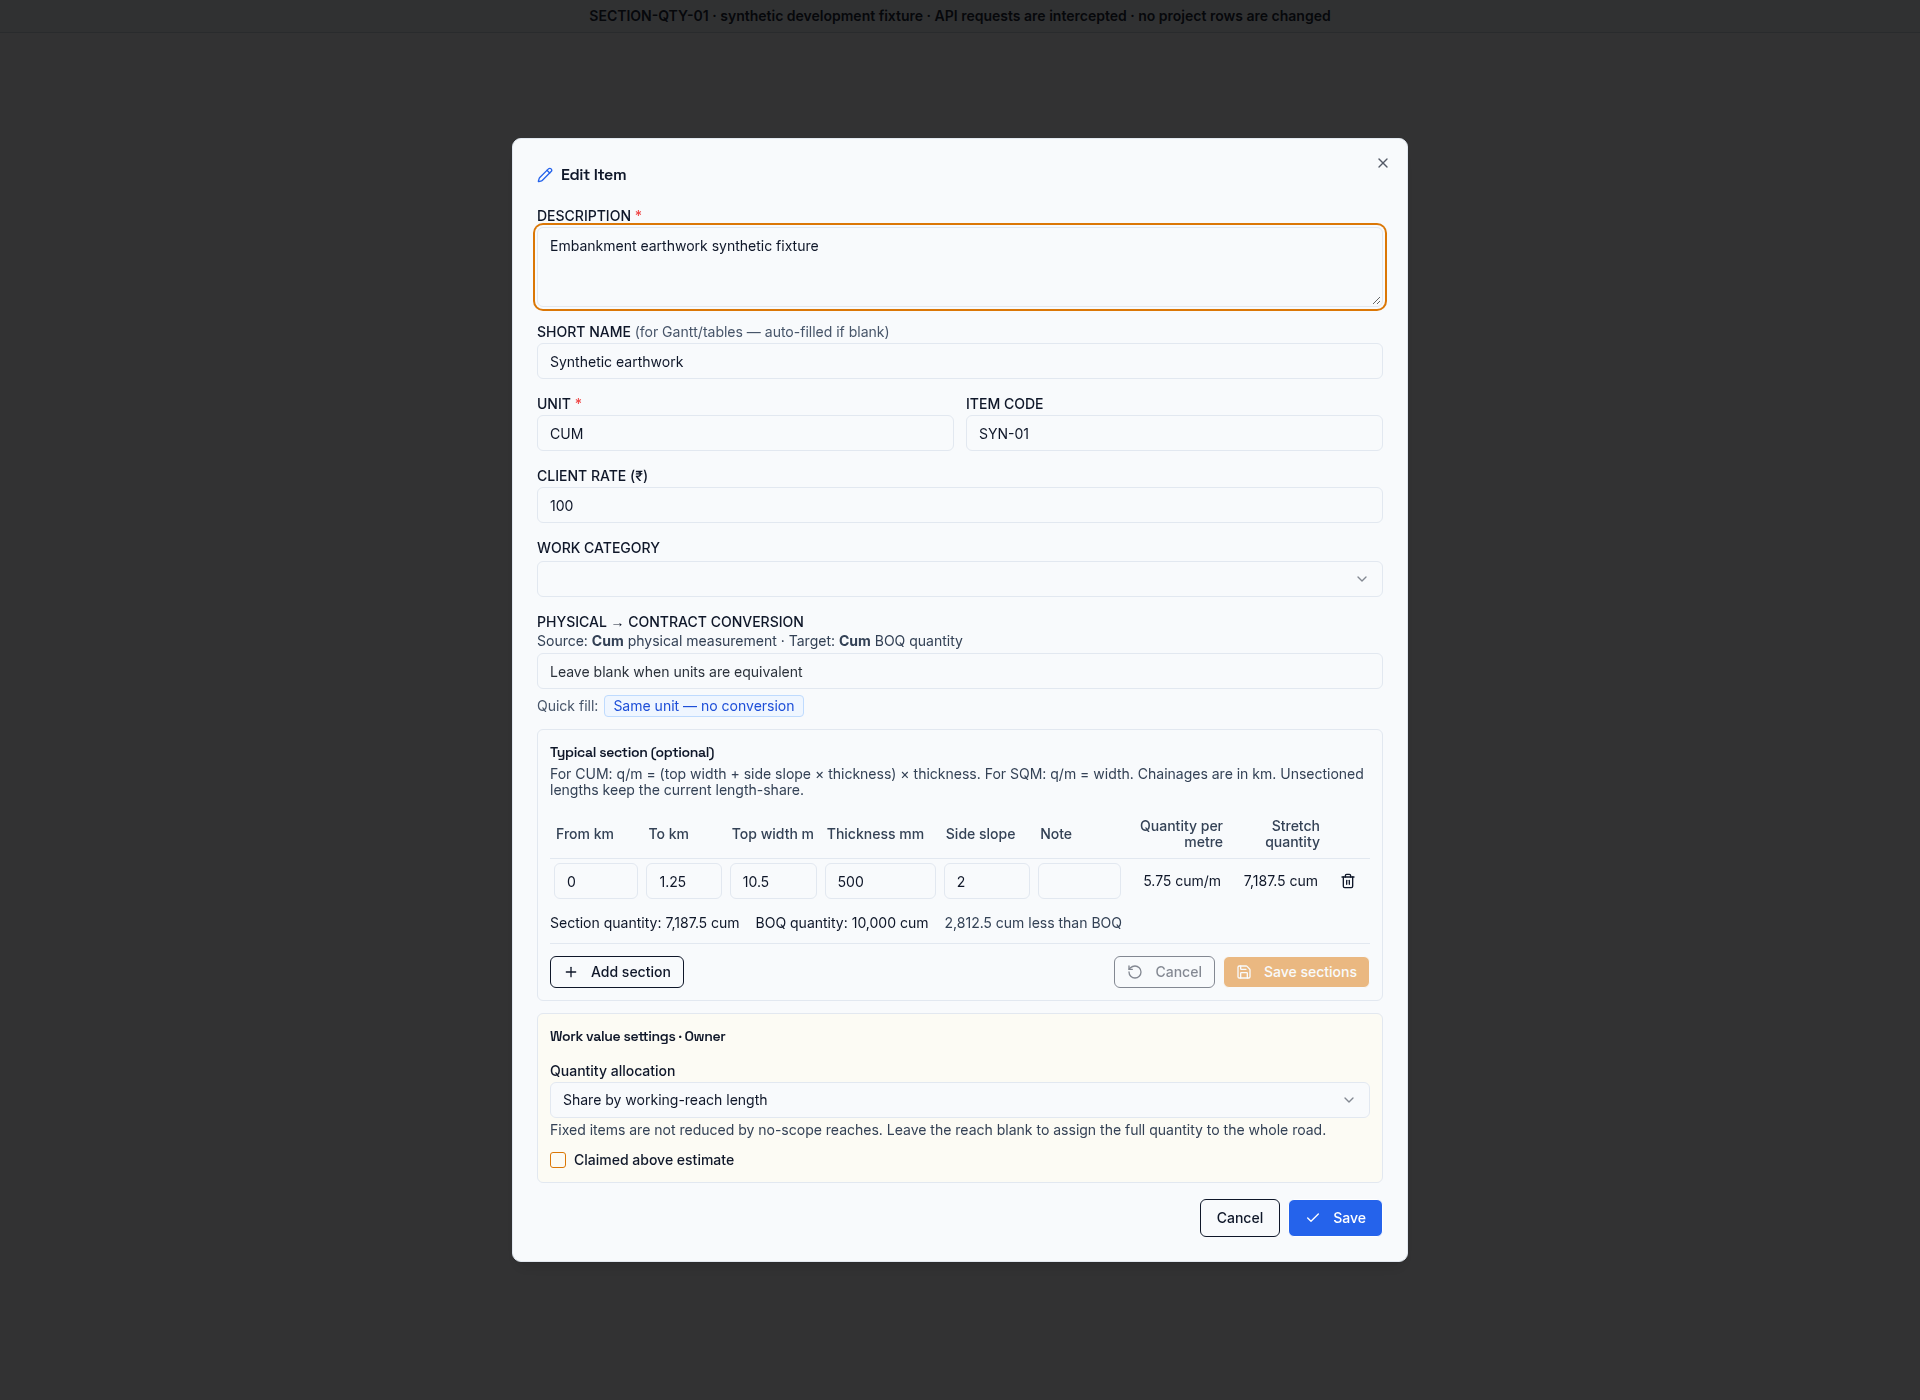 SECTION-QTY-01 · synthetic development fixture · API requests are intercepted · no project rows are changed
Edit Item
DESCRIPTION *
Embankment earthwork synthetic fixture
SHORT NAME (for Gantt/tables — auto-filled if blank)
Synthetic earthwork
UNIT * ITEM CODE
CUM SYN-01
CLIENT RATE (₹)
100
WORK CATEGORY
PHYSICAL → CONTRACT CONVERSION
Source: Cum physical measurement · Target: Cum BOQ quantity
Leave blank when units are equivalent
Quick fill: Same unit — no conversion
Typical section (optional)
For CUM: q/m = (top width + side slope × thickness) × thickness. For SQM: q/m = width. Chainages are in km. Unsectioned
lengths keep the current length-share.
From km To km Top width m Thickness mm Side slope Note Quantity per metre Stretch quantity
0 1.25 10.5 500 2 5.75 cum/m 7,187.5 cum
Section quantity: 7,187.5 cum BOQ quantity: 10,000 cum 2,812.5 cum less than BOQ
Add section Cancel Save sections
Work value settings · Owner
Quantity allocation
Share by working-reach length
Fixed items are not reduced by no-scope reaches. Leave the reach blank to assign the full quantity to the whole road.
Claimed above estimate
Cancel Save